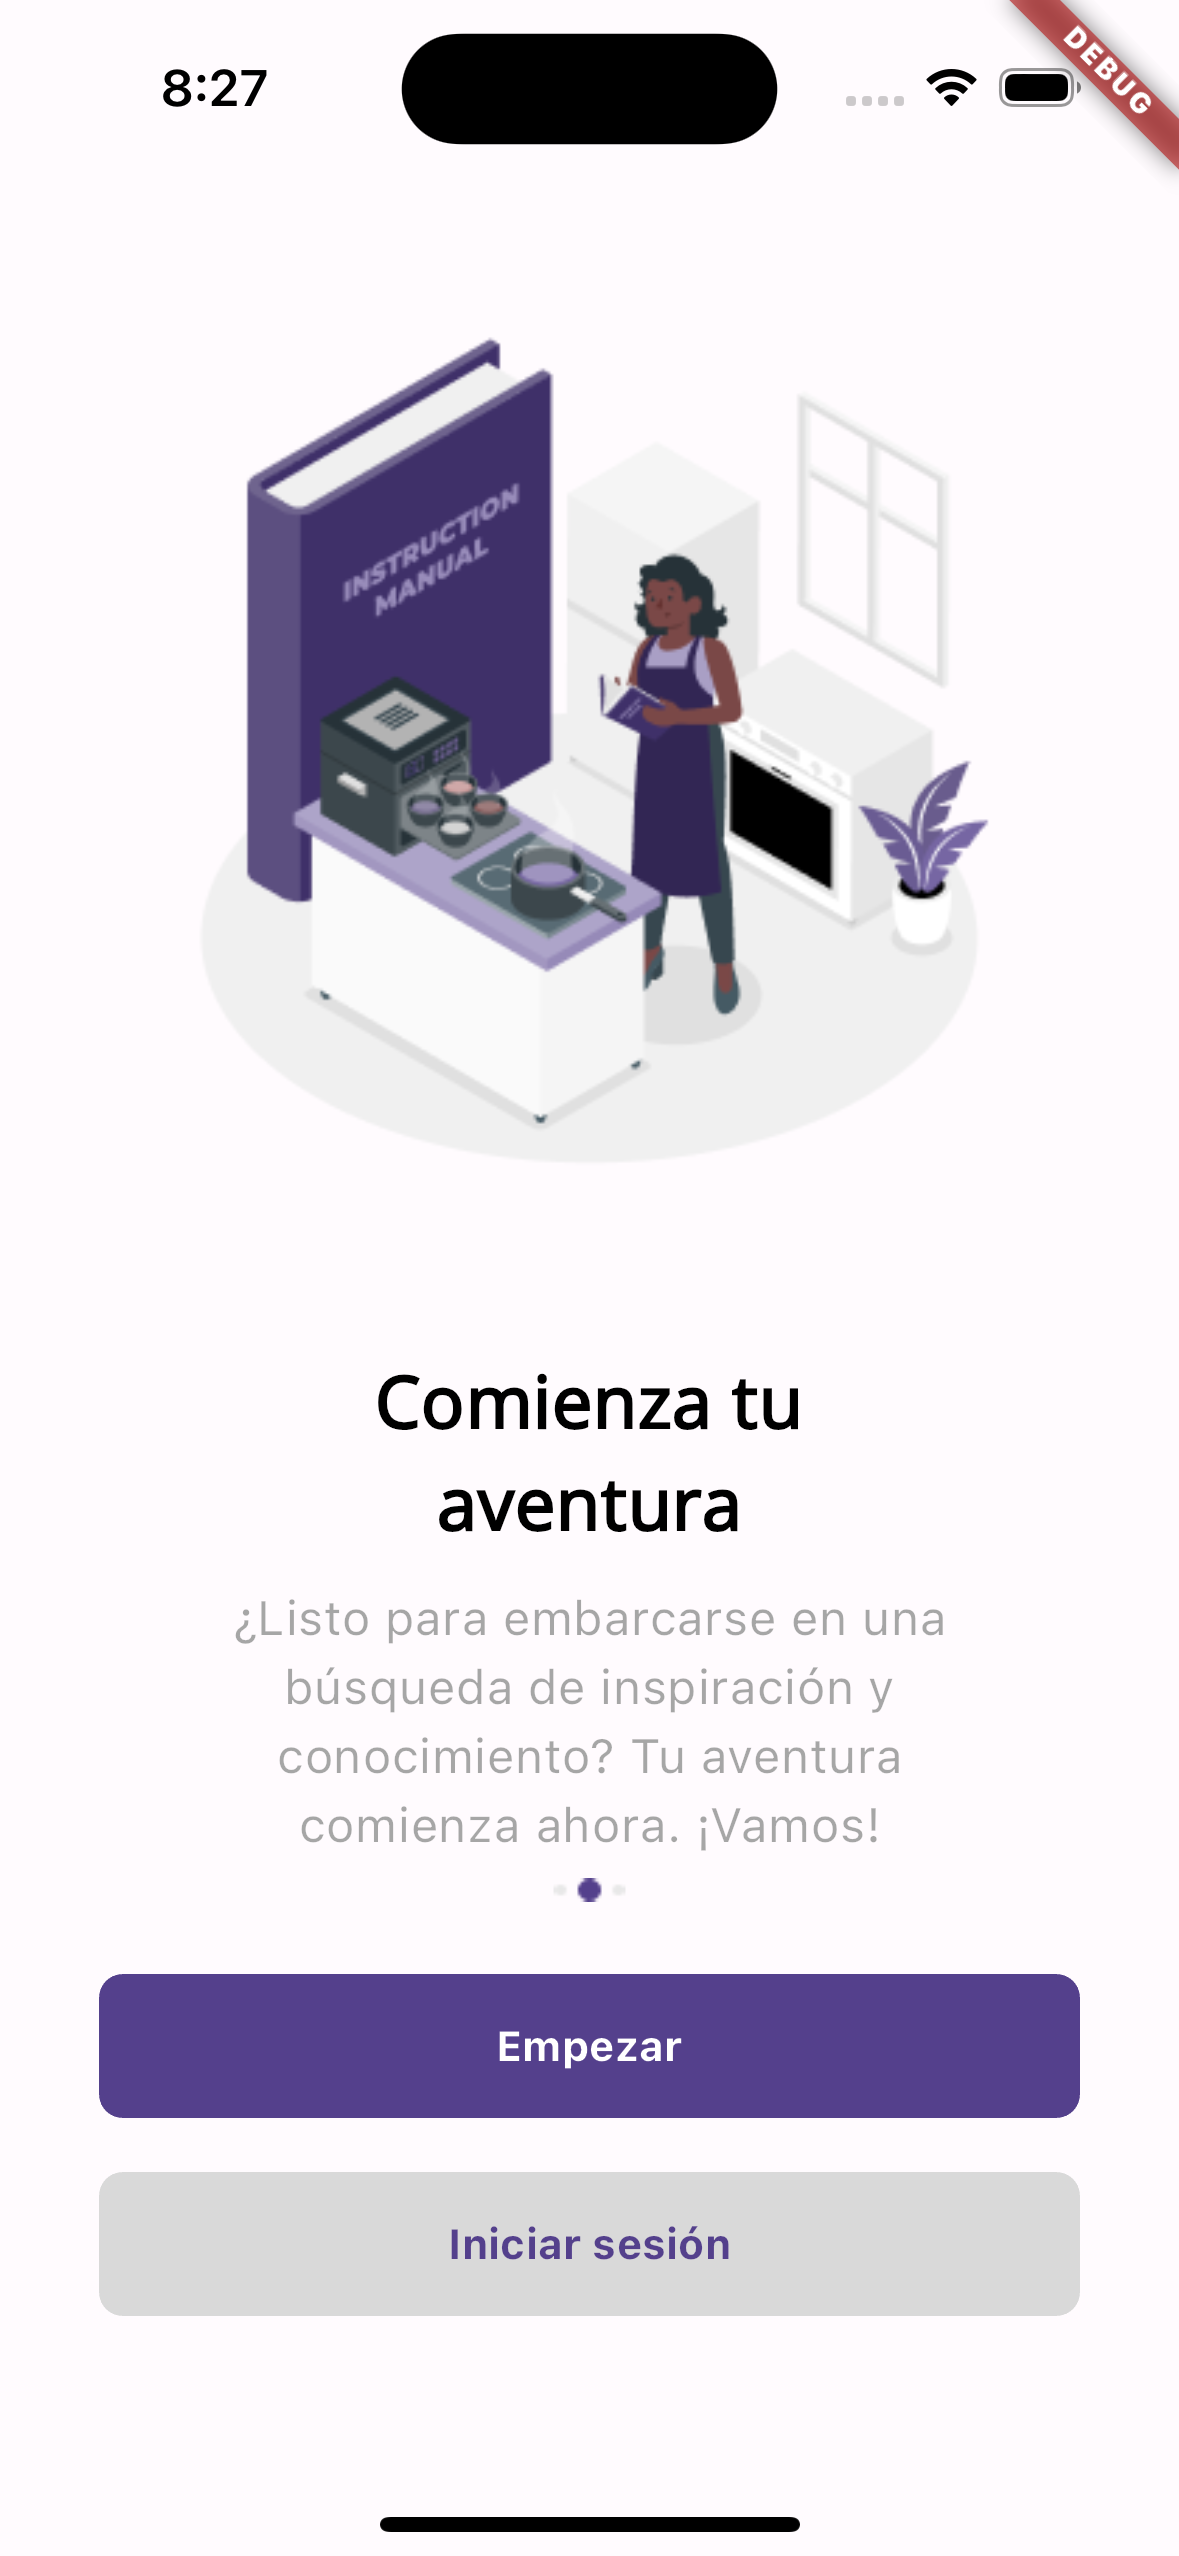 8:27
DEBUG
INSTRUCTION
MANUAL
Comienza tu
aventura
¿Listo para embarcarse en una
búsqueda de inspiración y
conocimiento? Tu aventura
comienza ahora. ¡Vamos!
Empezar
Iniciar sesión